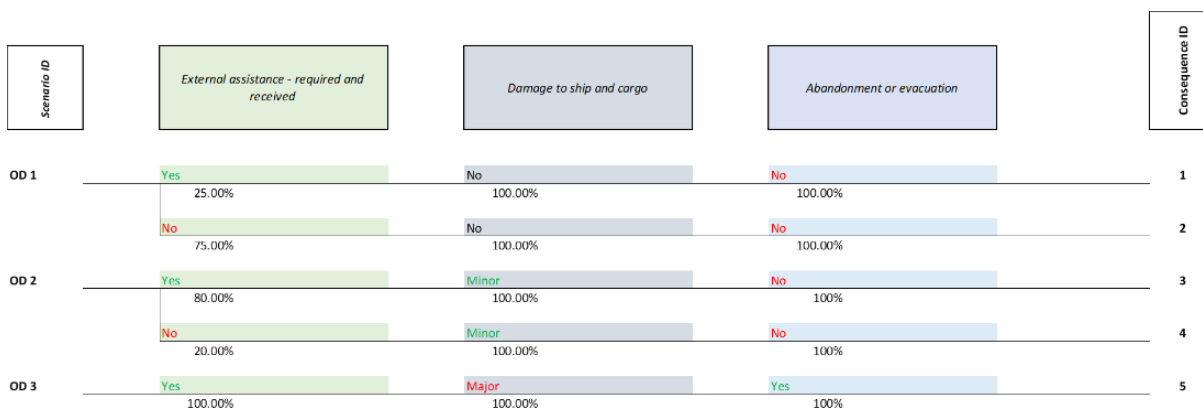 Scenario ID
External assistance - required and
received
Damage to ship and cargo
Abandonment or evacuation
Consequence ID
OD 1 Yes No No 1
25.00% 100.00% 100.00%
No No No 2
75.00% 100.00% 100.00%
OD 2 Yes Minor No 3
80.00% 100.00% 100%
No Minor No 4
20.00% 100.00% 100%
OD 3 Yes Major Yes 5
100.00% 100.00% 100%